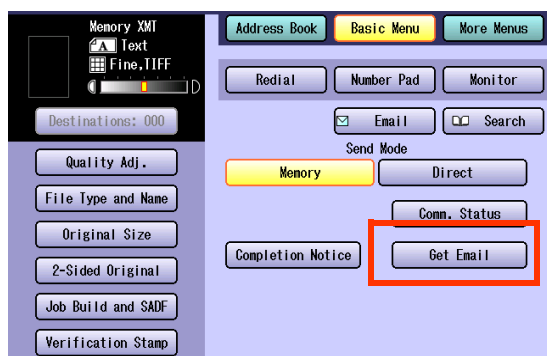 Memory XMT
A Text
Fine,TIFF
D
Destinations: 000
Quality Adj.
File Type and Name
Original Size
2-Sided Original
Job Build and SADF
Verification Stamp
Address Book
Basic Menu
More Menus
Redial
Number Pad
Monitor
Email
Search
Send Mode
Memory
Direct
Comm. Status
Completion Notice
Get Email